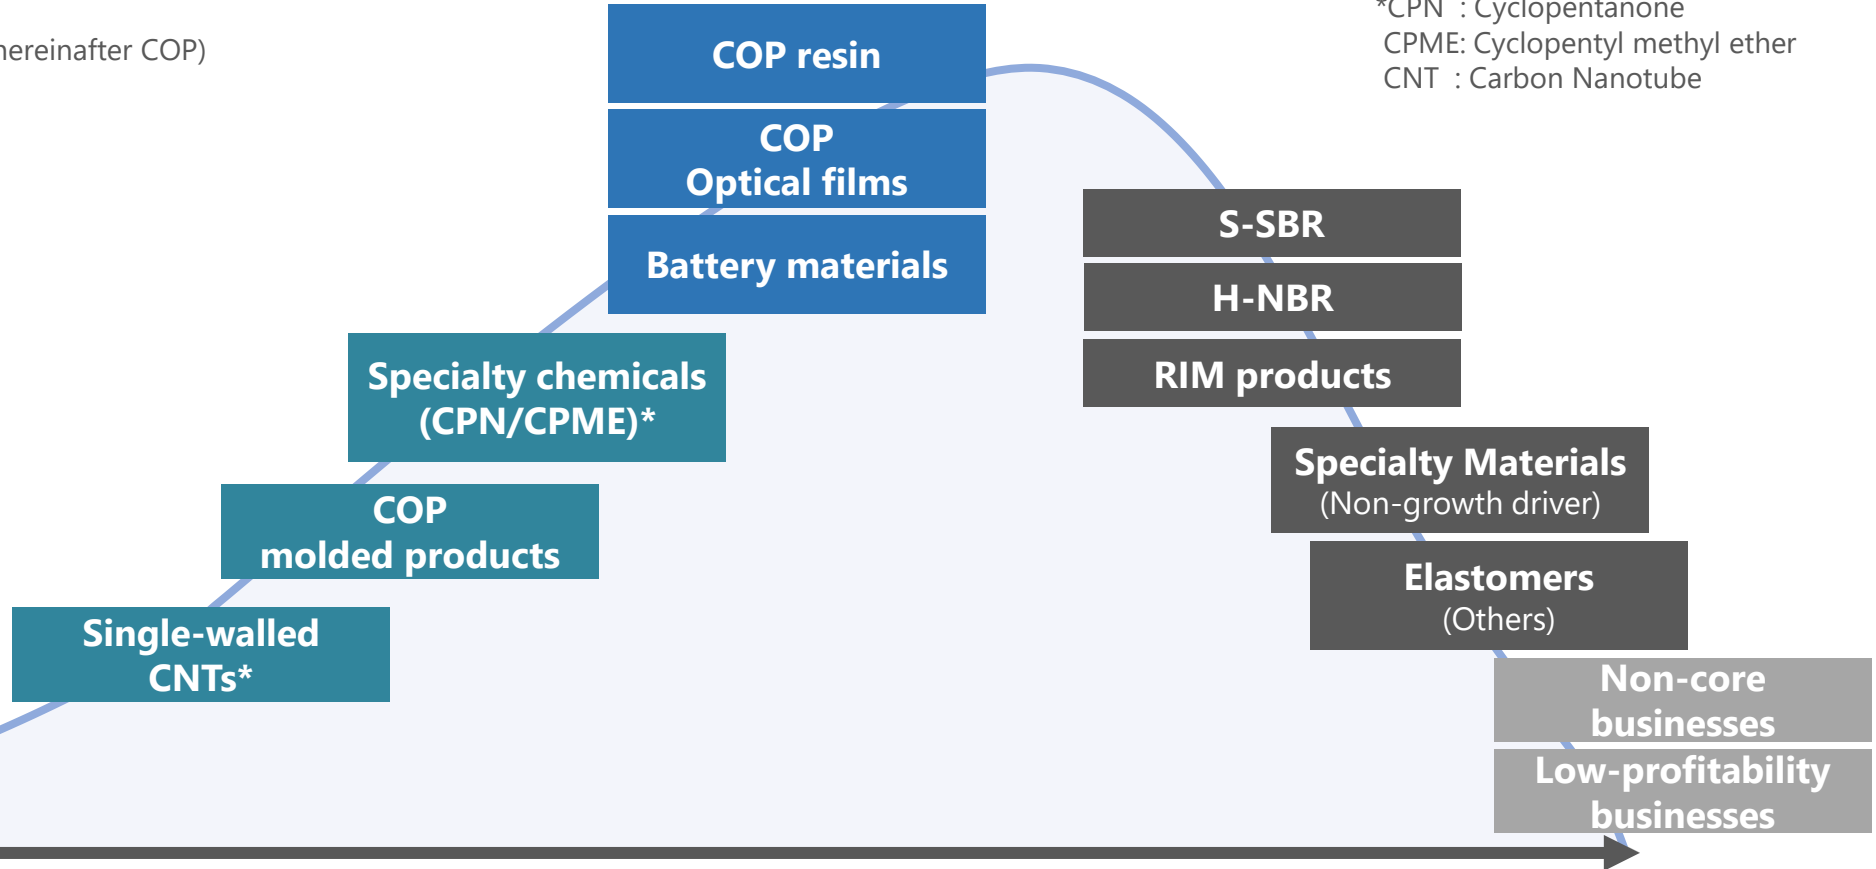 hereinafter COP)
*CPN : Cyclopentanone
CPME: Cyclopentyl methyl ether
CNT : Carbon Nanotube
COP resin
COP
Optical films
Battery materials
Specialty chemicals
(CPN/CPME)*
COP
molded products
Single-walled
CNTs*
S-SBR
H-NBR
RIM products
Specialty Materials
(Non-growth driver)
Elastomers
(Others)
Non-core
businesses
Low-profitability
businesses